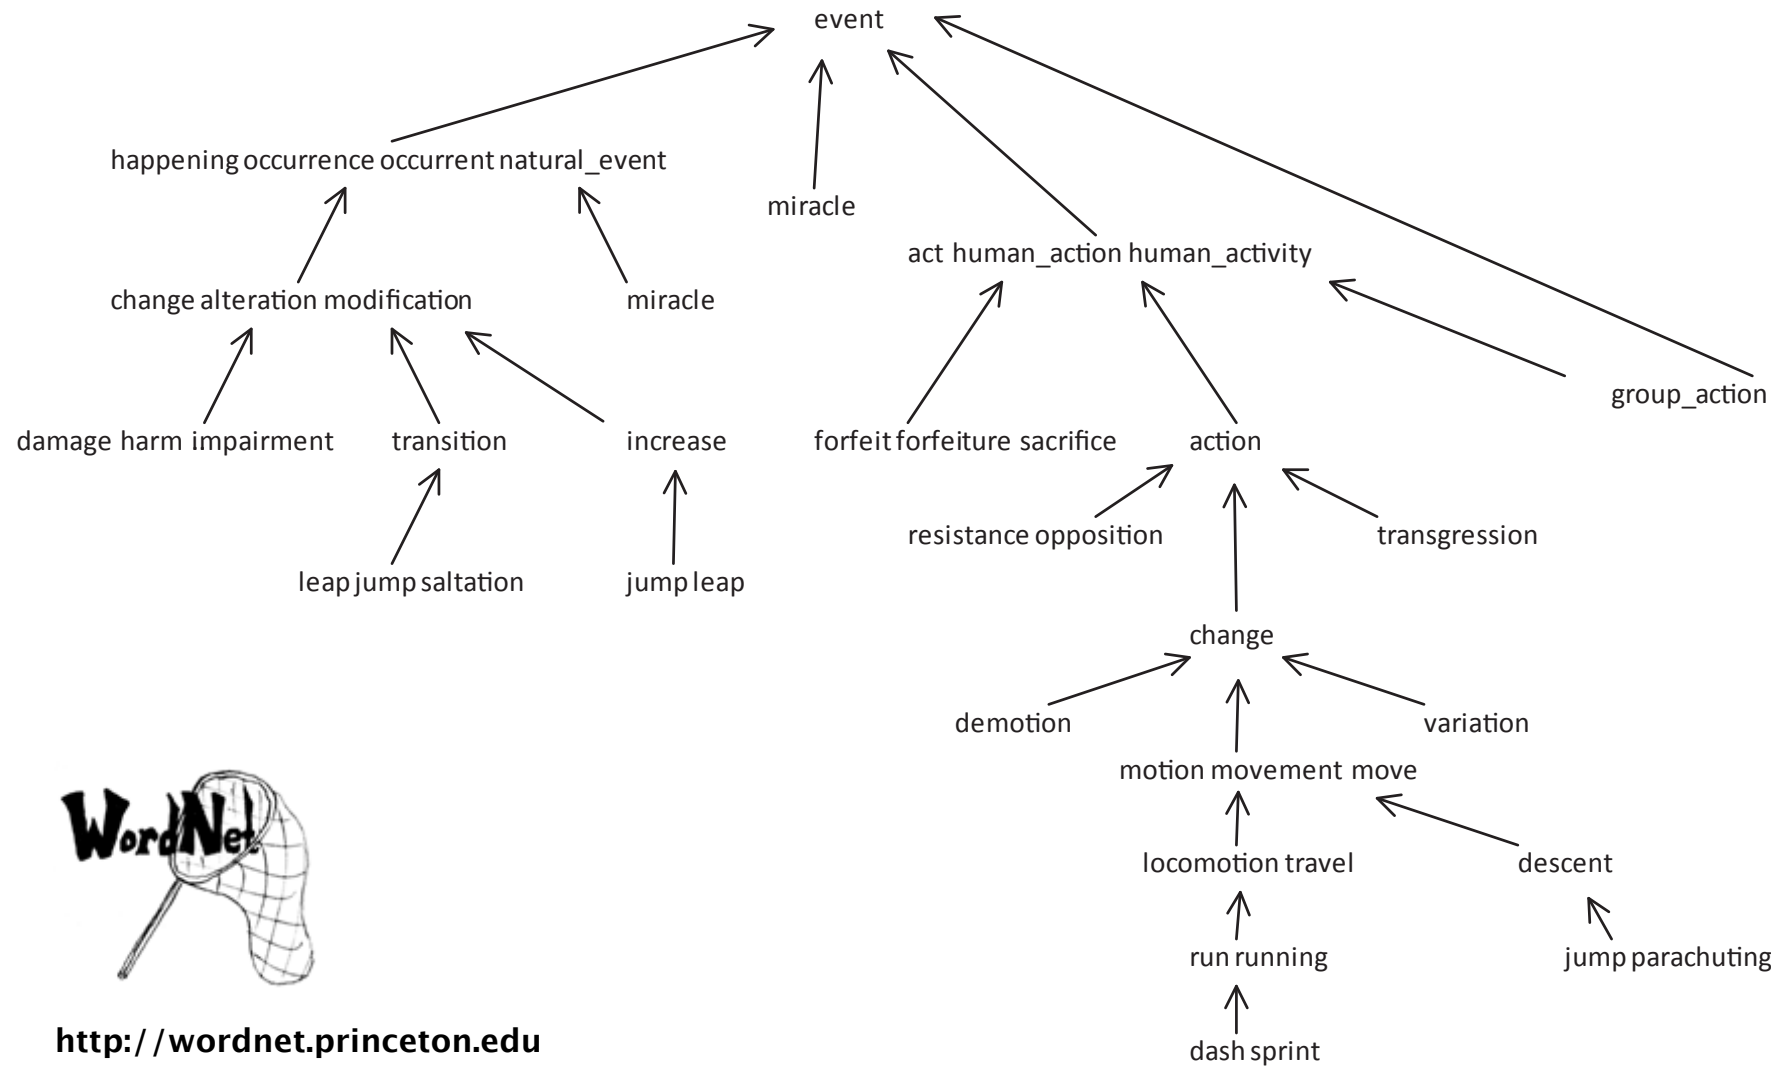 event
happening occurrence occurrent natural_event
miracle
act human_action human_activity
change alteration modification
miracle
group_action
damage harm impairment
transition
increase
forfeit forfeiture sacrifice
action
resistance opposition
transgression
leap jump saltation
jump leap
change
demotion
variation
motion movement move
WordNet
locomotion travel
descent
run running
jump parachuting
http://wordnet.princeton.edu
dash sprint